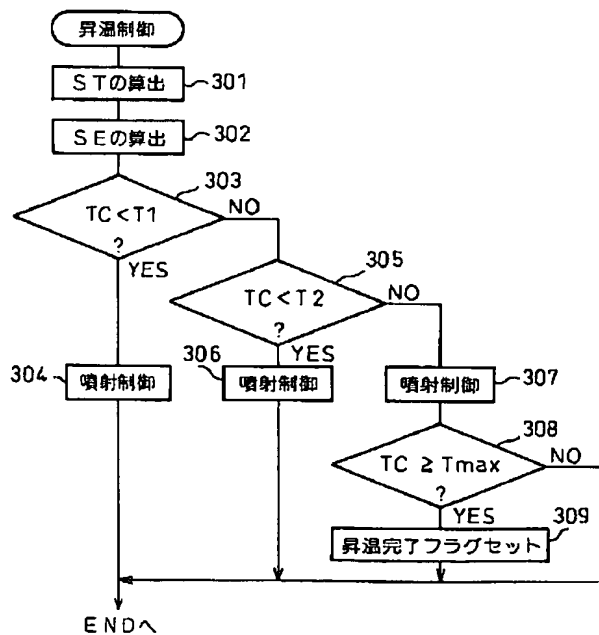 昇温制御
STの算出
301
SEの算出
302
303
TC<T1
?
NO
YES
305
TC<T2
?
NO
YES
304
噴射制御
306
噴射制御
噴射制御
307
308
TC≧Tmax
?
NO
YES
309
昇温完了フラグセット
ENDへ